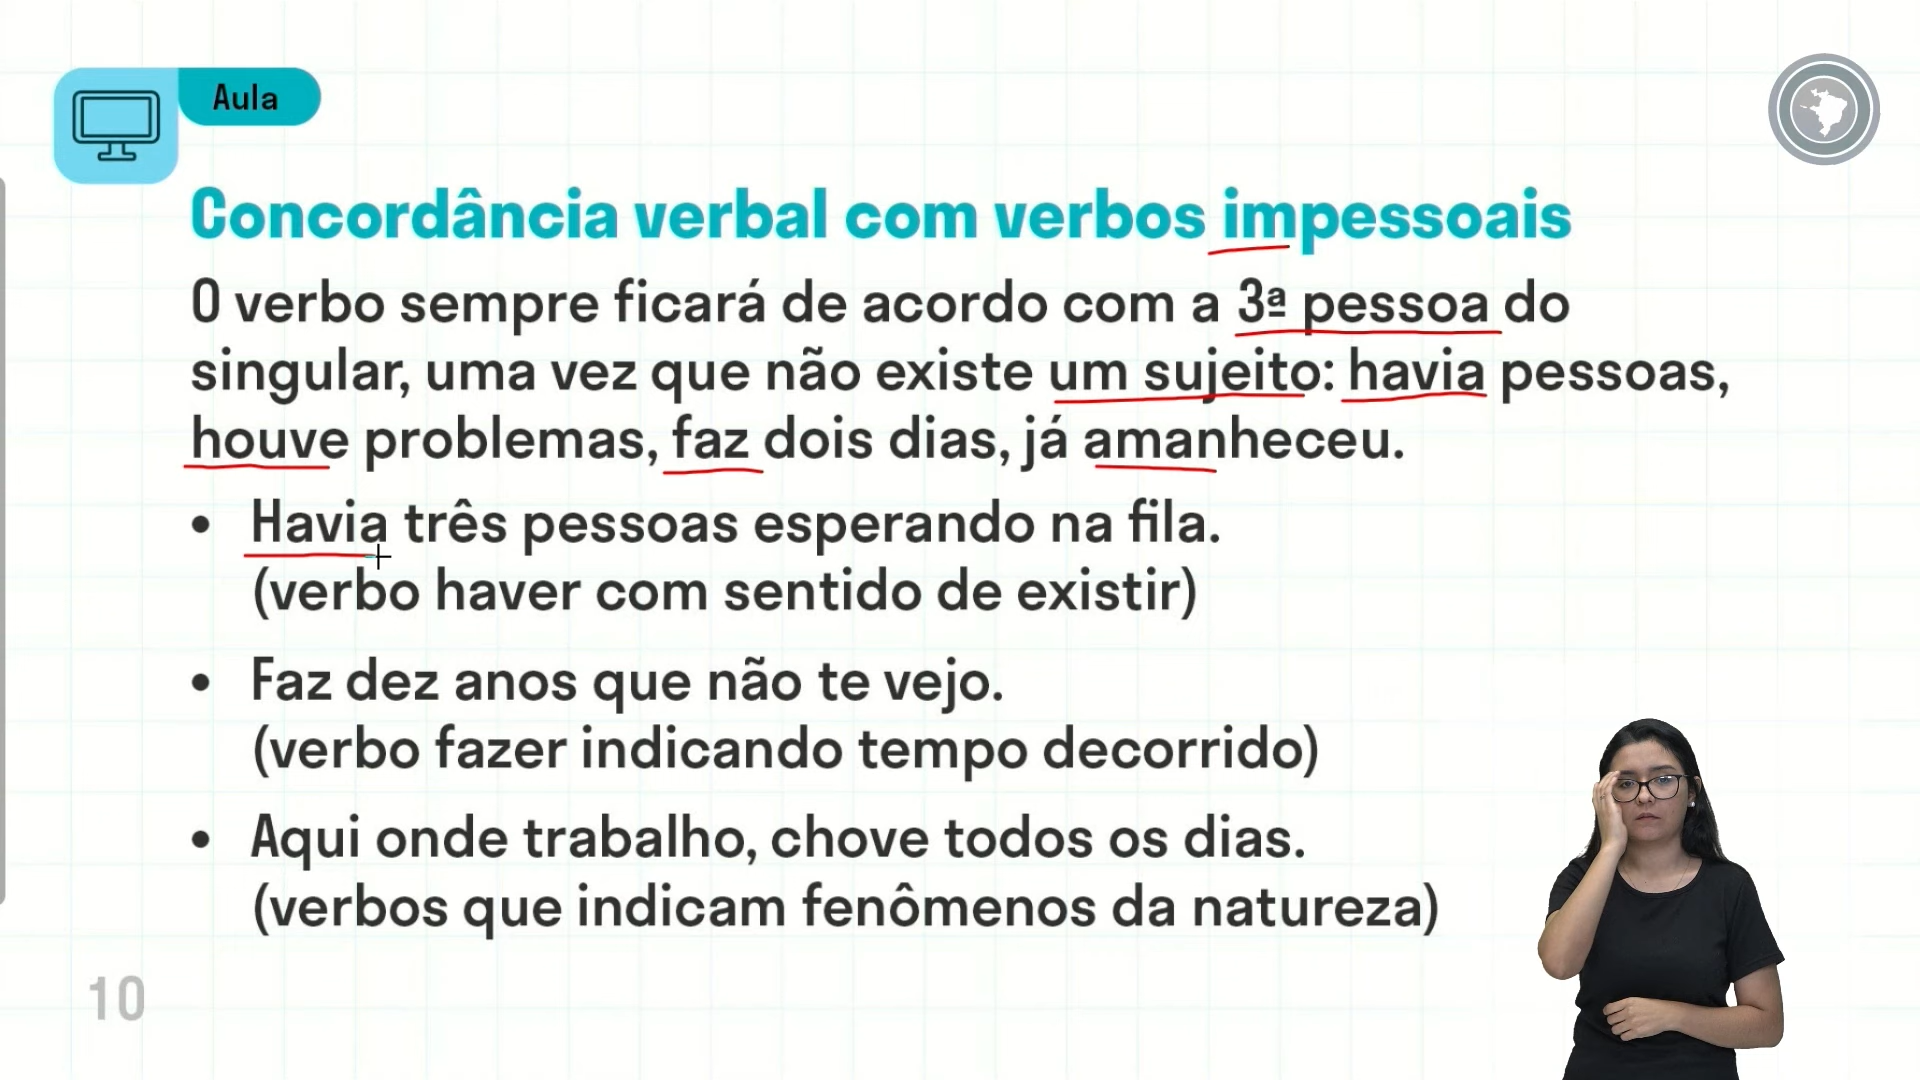 Aula
Concordância verbal com verbos impessoais
O verbo sempre ficará de acordo com a 3ª pessoa do
singular, uma vez que não existe um sujeito: havia pessoas,
houve problemas, faz dois dias, já amanheceu.
• Havia três pessoas esperando na fila.
(verbo haver com sentido de existir)
• Faz dez anos que não te vejo.
(verbo fazer indicando tempo decorrido)
• Aqui onde trabalho, chove todos os dias.
(verbos que indicam fenômenos da natureza)
10